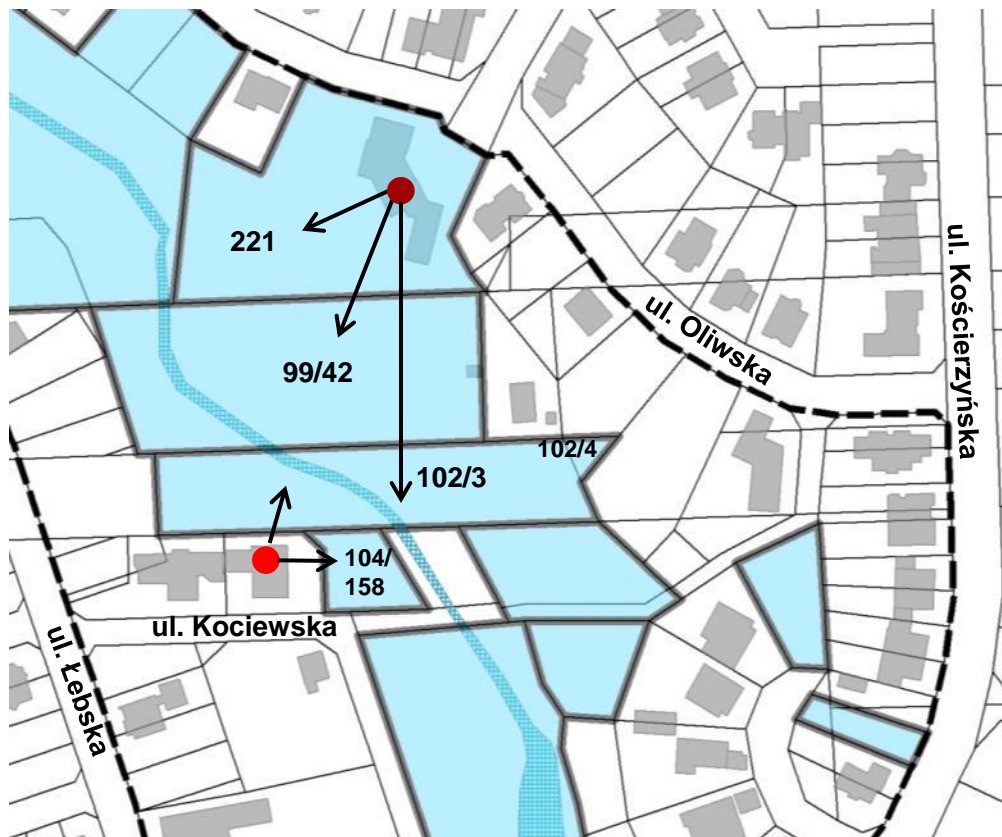 221
ul. Kościerzyńska
ul. Oliwska
99/42
102/4
102/3
104/
158
ul. Kociewska
ul. Łebska